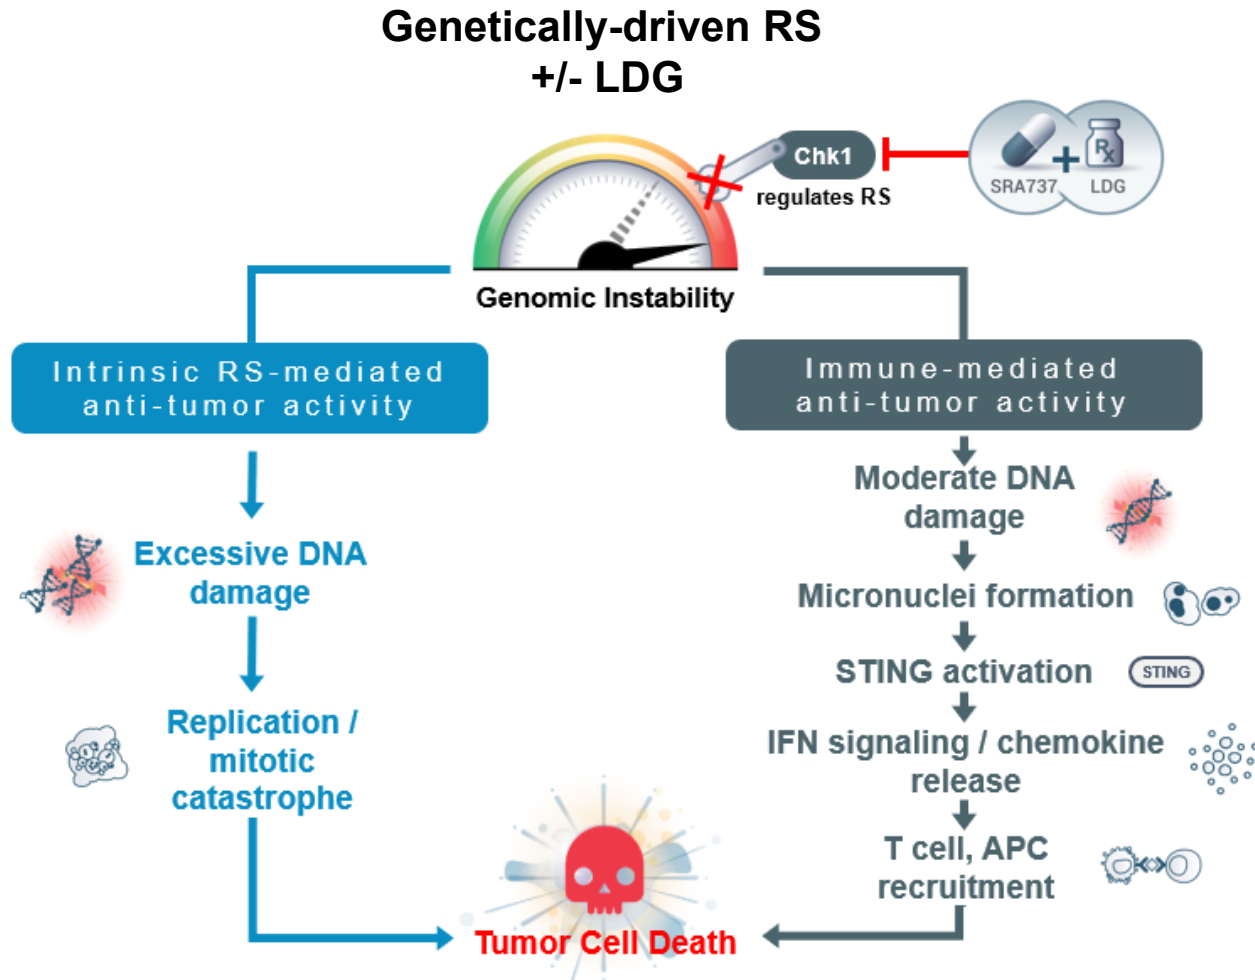 Genetically-driven RS
+/- LDG
Chk1
regulates RS
SRA737
+
Rx
LDG
Genomic Instability
Intrinsic RS-mediated
anti-tumor activity
Excessive DNA
damage
Replication /
mitotic
catastrophe
Immune-mediated
anti-tumor activity
Moderate DNA
damage
Micronuclei formation
STING activation
STING
IFN signaling / chemokine
release
T cell, APC
recruitment
Tumor Cell Death